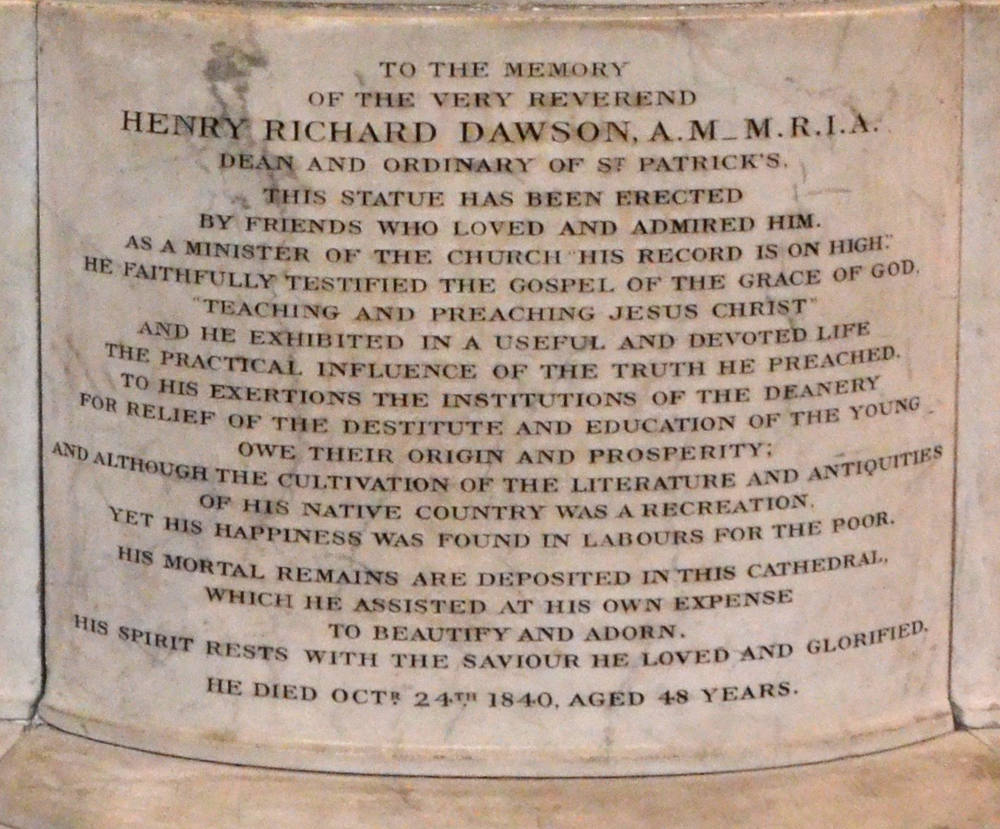 TO THE MEMORY
OF THE VERY REVEREND
HENRY RICHARD DAWSON, A.M_M.R.I.A.
DEAN AND ORDINARY OF ST PATRICK'S.
THIS STATUE HAS BEEN ERECTED
BY FRIENDS WHO LOVED AND ADMIRED HIM.
AS A MINISTER OF THE CHURCH "HIS RECORD IS ON HIGH:"
HE FAITHFULLY TESTIFIED THE GOSPEL OF THE GRACE OF GOD,
"TEACHING AND PREACHING JESUS CHRIST"
AND HE EXHIBITED IN A USEFUL AND DEVOTED LIFE
THE PRACTICAL INFLUENCE OF THE TRUTH HE PREACHED.
TO HIS EXERTIONS THE INSTITUTIONS OF THE DEANERY
FOR RELIEF OF THE DESTITUTE AND EDUCATION OF THE YOUNG_
OWE THEIR ORIGIN AND PROSPERITY;
AND ALTHOUGH THE CULTIVATION OF THE LITERATURE AND ANTIQUITIES
OF HIS NATIVE COUNTRY WAS A RECREATION,
YET HIS HAPPINESS WAS FOUND IN LABOURS FOR THE POOR.
HIS MORTAL REMAINS ARE DEPOSITED IN THIS CATHEDRAL,
WHICH HE ASSISTED AT HIS OWN EXPENSE
TO BEAUTIFY AND ADORN.
HIS SPIRIT RESTS WITH THE SAVIOUR HE LOVED AND GLORIFIED.
HE DIED OCTR 24TH 1840, AGED 48 YEARS.